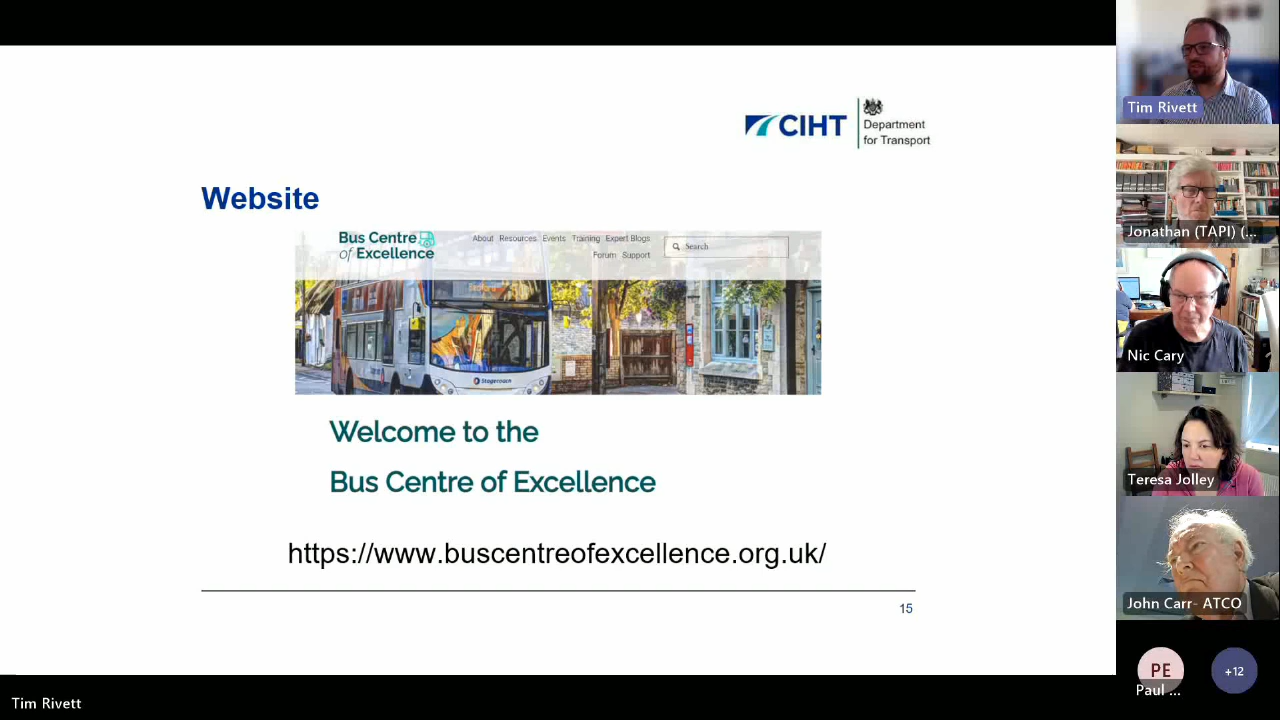 CIHT
Department
for Transport
Website
Bus Centre
of Excellence
About Resources Events Training Expert Blogs
Forum Support
Search
Stagecoach
Welcome to the
Bus Centre of Excellence
https://www.buscentreofexcellence.org.uk/
15
Tim Rivett
Jonathan (TAPI) (...
Nic Cary
Teresa Jolley
John Carr- ATCO
PE
Paul ...
+12
Tim Rivett